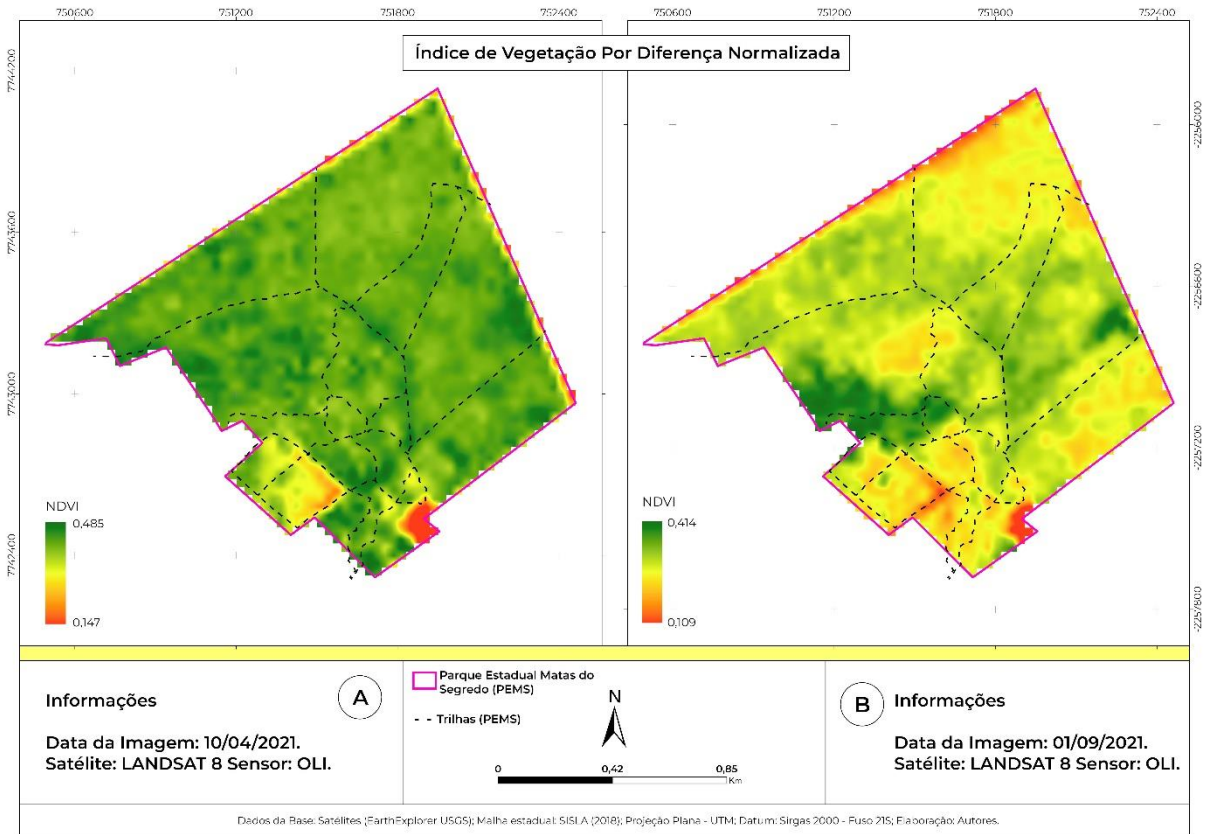 750600 751200 751800 752400 750600 751200 751800 752400
Índice de Vegetação Por Diferença Normalizada
7744200
7743600
7743000
7742400
-2256000
-2256600
-2257200
-2257800
NDVI
0,485
0,147
NDVI
0,414
0,109
Informações
A
Data da Imagem: 10/04/2021.
Satélite: LANDSAT 8 Sensor: OLI.
Parque Estadual Matas do
Segredo (PEMS)
Trilhas (PEMS)
N
0 0,42 0,85
Km
B
Informações
Data da Imagem: 01/09/2021.
Satélite: LANDSAT 8 Sensor: OLI.
Dados da Base: Satélites (EarthExplorer USGS); Malha estadual: SISLA (2018); Projeção Plana - UTM; Datum: Sirgas 2000 - Fuso 21S; Elaboração: Autores.